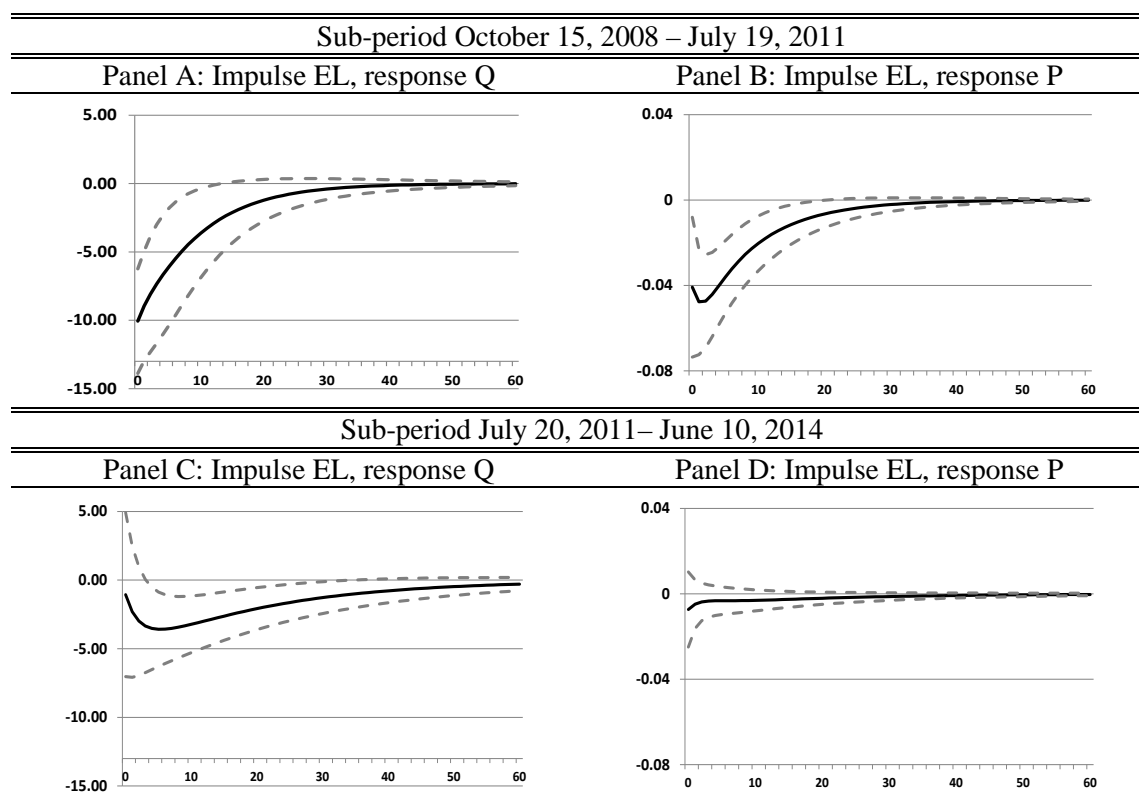 Sub-period October 15, 2008 – July 19, 2011
Panel A: Impulse EL, response Q
Panel B: Impulse EL, response P
5.00
0.00
-5.00
-10.00
-15.00
0 10 20 30 40 50 60
0.04
0
-0.04
-0.08
0 10 20 30 40 50 60
Sub-period July 20, 2011– June 10, 2014
Panel C: Impulse EL, response Q
Panel D: Impulse EL, response P
5.00
0.00
-5.00
-10.00
-15.00
0 10 20 30 40 50 60
0.04
0
-0.04
-0.08
0 10 20 30 40 50 60